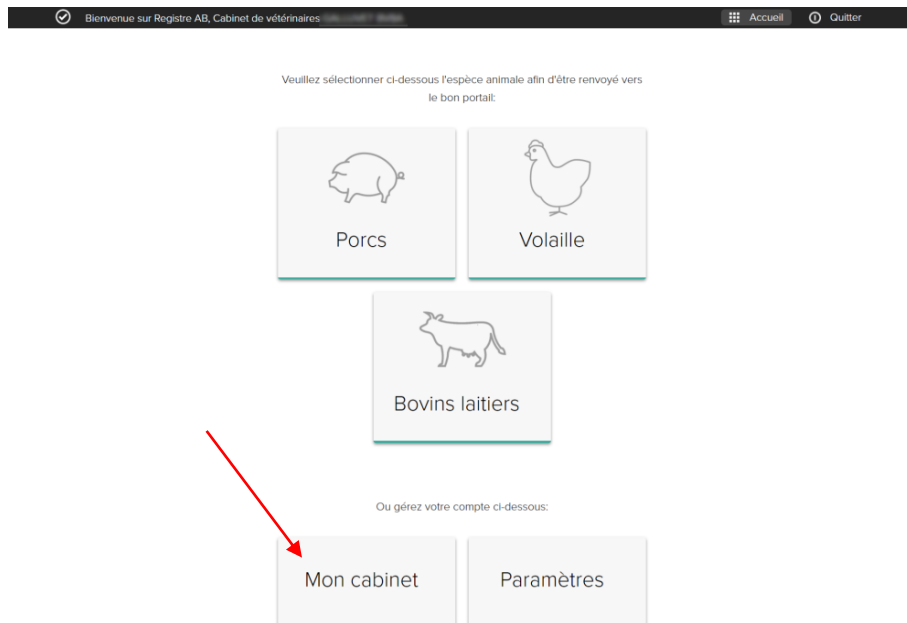 Bienvenue sur Registre AB, Cabinet de vétérinaires
Accueil
Quitter
Veuillez sélectionner ci-dessous l'espèce animale afin d'être renvoyé vers
le bon portail:
Porcs
Volaille
Bovins laitiers
Ou gérez votre compte ci-dessous:
Mon cabinet
Paramètres